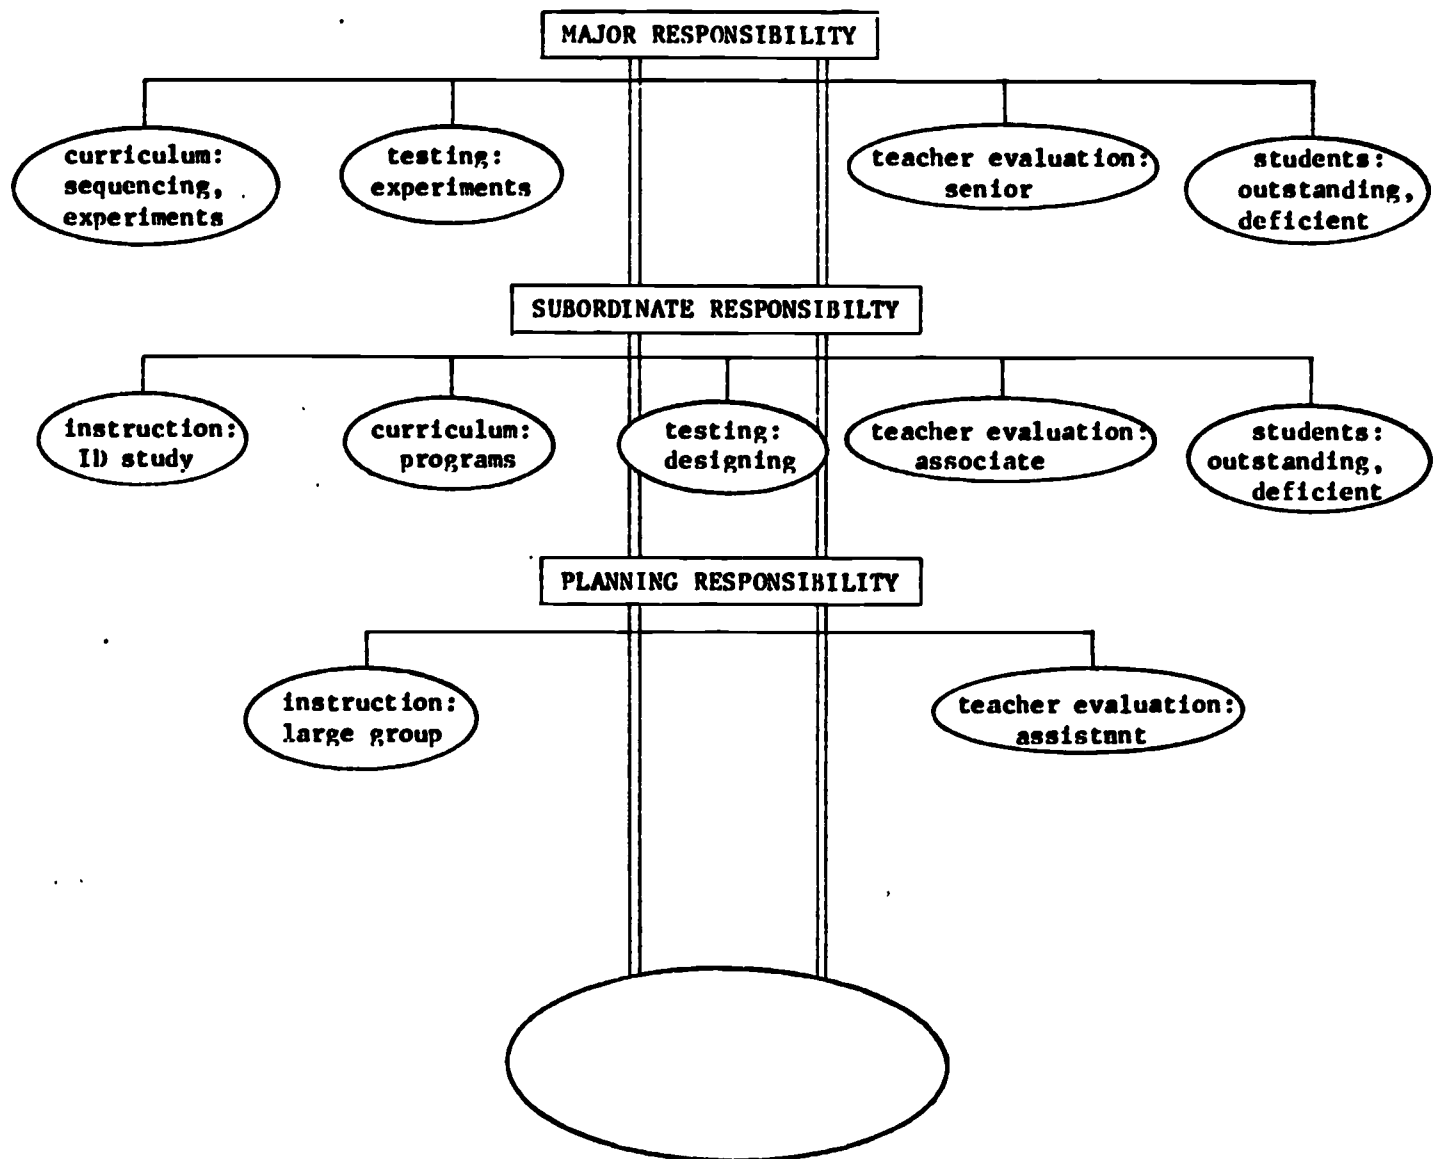 MAJOR RESPONSIBILITY
curriculum:
sequencing,
experiments
testing:
experiments
teacher evaluation:
senior
students:
outstanding,
deficient
SUBORDINATE RESPONSIBILTY
instruction:
ID study
curriculum:
programs
testing:
designing
teacher evaluation:
associate
students:
outstanding,
deficient
PLANNING RESPONSIBILITY
instruction:
large group
teacher evaluation:
assistant